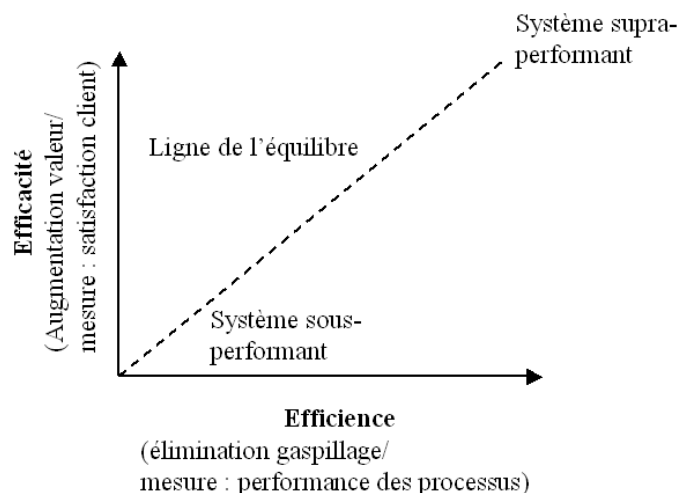 Système supra-
performant
Ligne de l'équilibre
Efficacité
(Augmentation valeur/
mesure : satisfaction client)
Système sous-
performant
Efficience
(élimination gaspillage/
mesure : performance des processus)